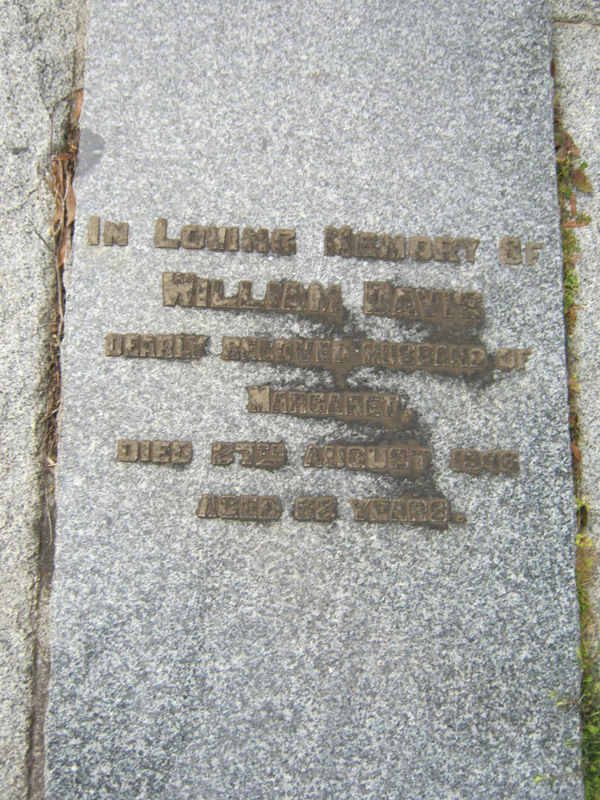 IN LOVING MEMORY OF
WILLIAM DAVIS
DEARLY BELOVED HUSBAND OF
MARGARET,
DIED 27TH AUGUST
AGED YEARS.